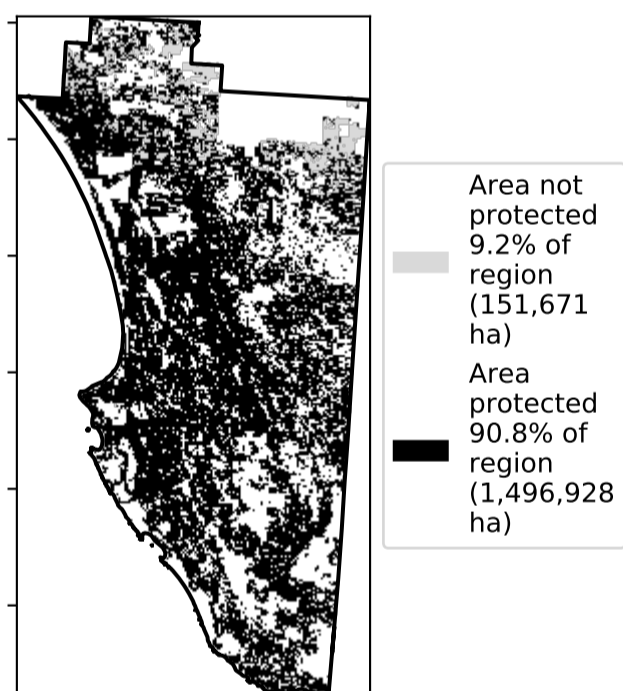 Area not
protected
9.2% of
region
(151,671
ha)
Area
protected
90.8% of
region
(1,496,928
ha)